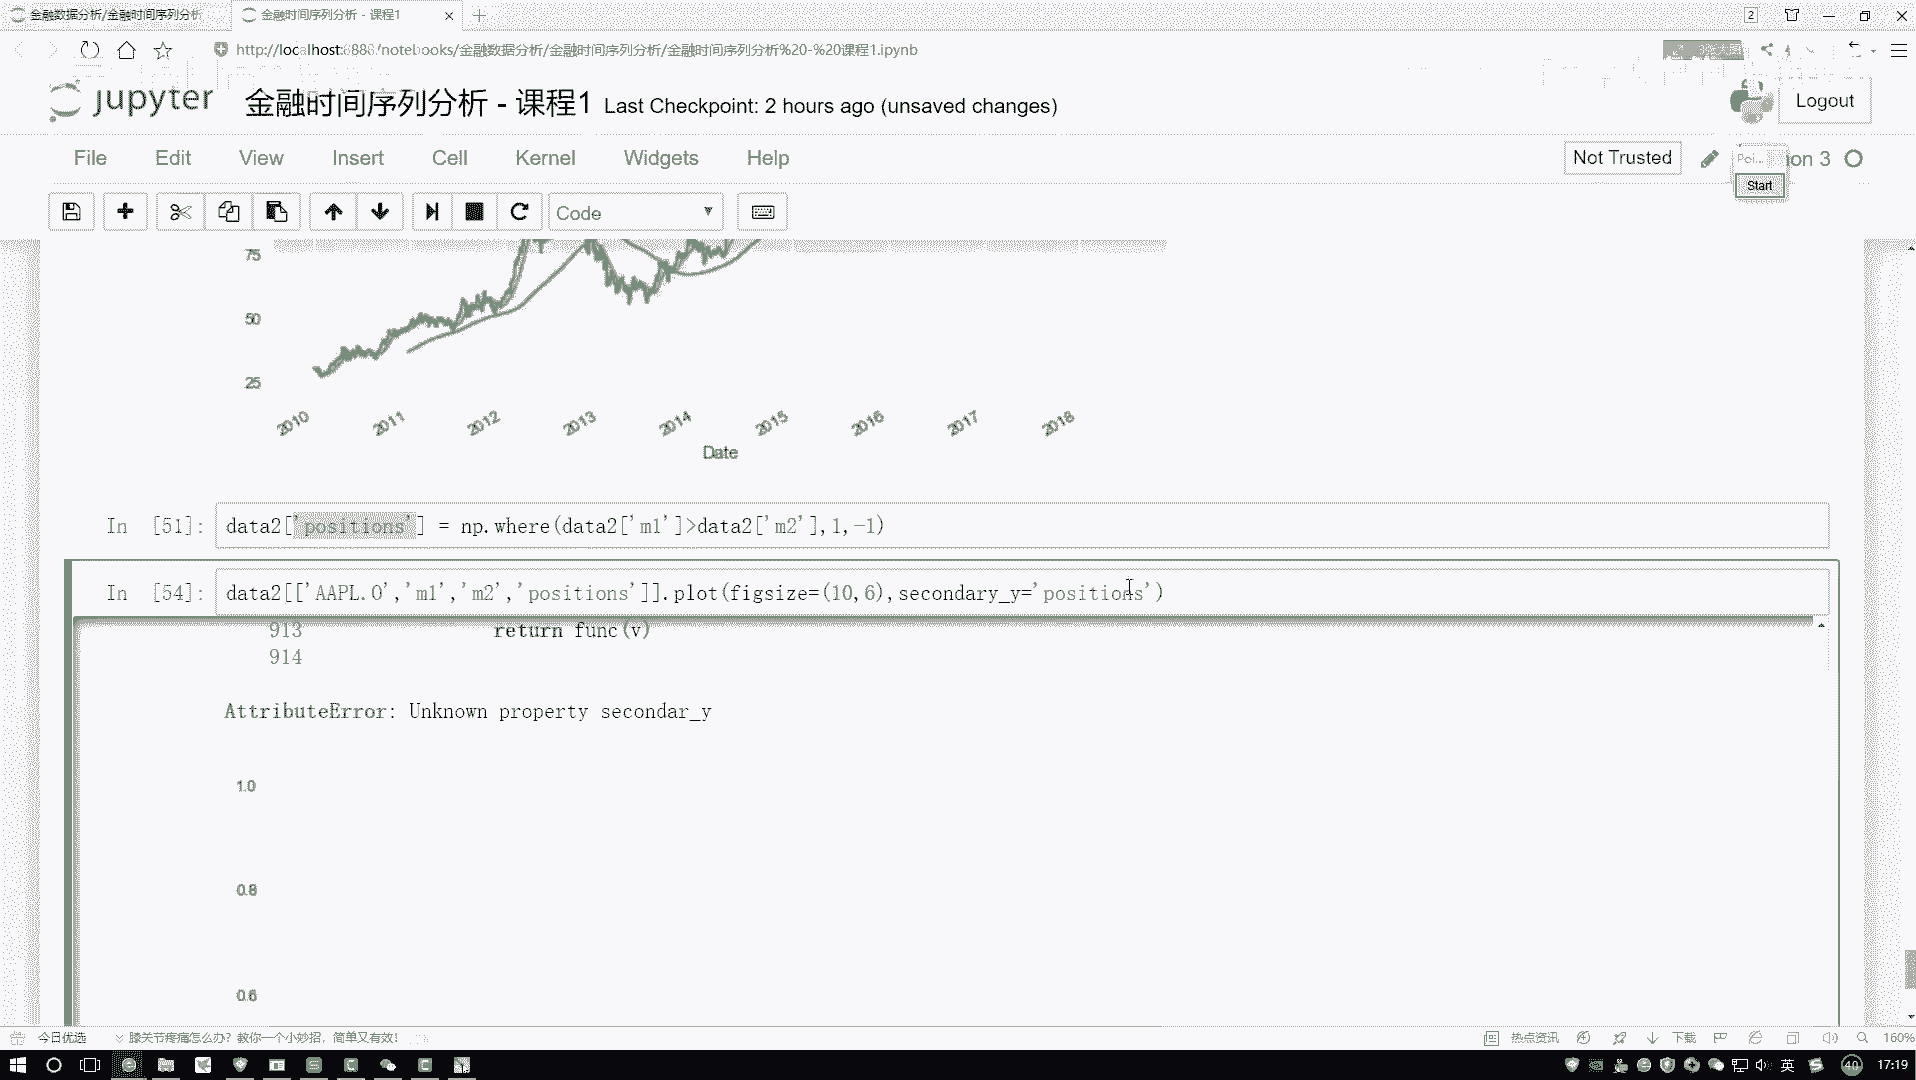 金融数据分析/金融时间序列分析
金融时间序列分析 - 课程1
2
http://localhost:8888/notebooks/金融数据分析/金融时间序列分析/金融时间序列分析%20-%20课程1.ipynb
3张大图
jupyter
金融时间序列分析 - 课程1 Last Checkpoint: 2 hours ago (unsaved changes)
Logout
File Edit View Insert Cell Kernel Widgets Help
Not Trusted
Poi...
on 3
Start
Code
75
50
25
2010 2011 2012 2013 2014 2015 2016 2017 2018
Date
In [51]: data2['positions'] = np.where(data2['m1']>data2['m2'],1,-1)
In [54]: data2[['AAPL.O','m1','m2','positions']].plot(figsize=(10,6),secondary_y='positions')
913 return func(v)
914
AttributeError: Unknown property secondar_y
1.0
0.8
0.6
今日优选
膝关节疼痛怎么办？教你一个小妙招，简单又有效！
热点资讯
下载
160%
英
40
17:19